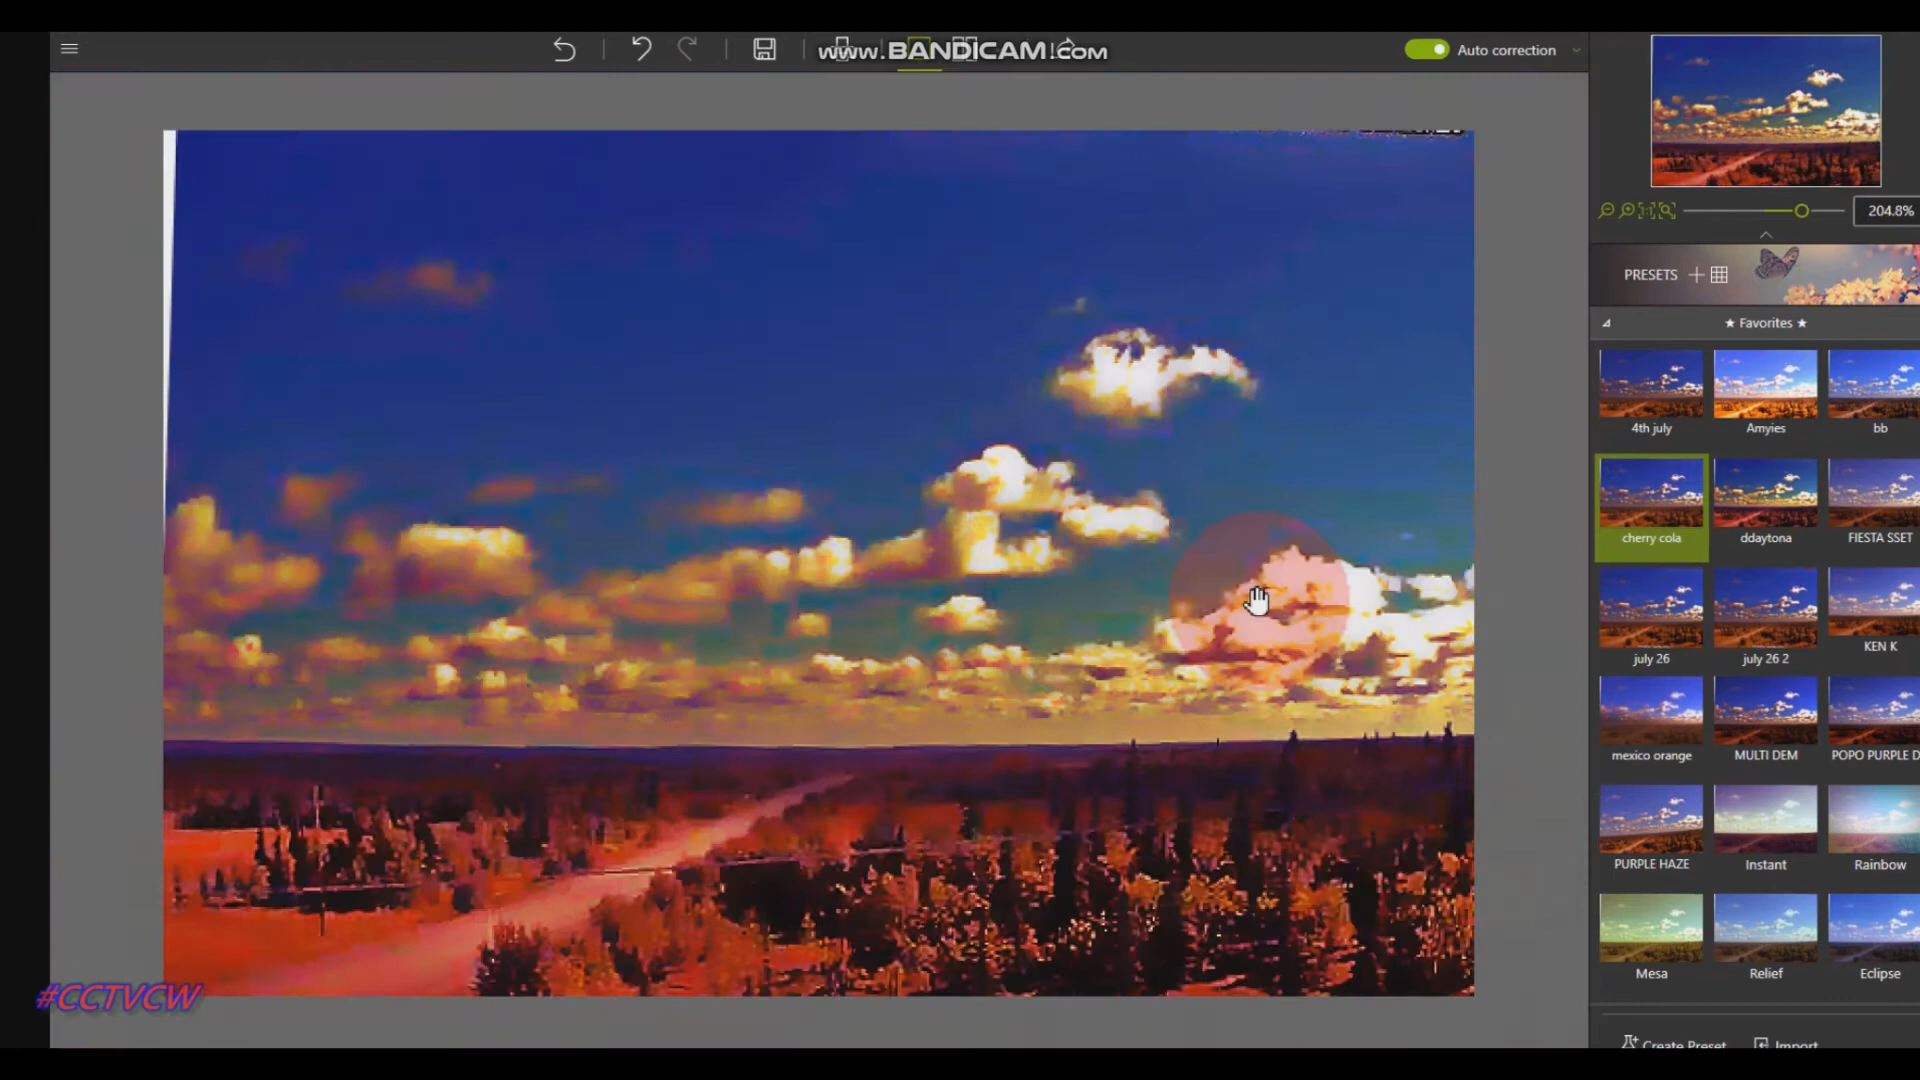 www.BANDICAM.com
Auto correction
204.8%
PRESETS
★ Favorites ★
4th july
Amyies
bb
cherry cola
ddaytona
FIESTA SSET
july 26
july 26 2
KEN K
mexico orange
MULTI DEM
POPO PURPLE D
PURPLE HAZE
Instant
Rainbow
Mesa
Relief
Eclipse
Create Preset
Import
#CCTVCW